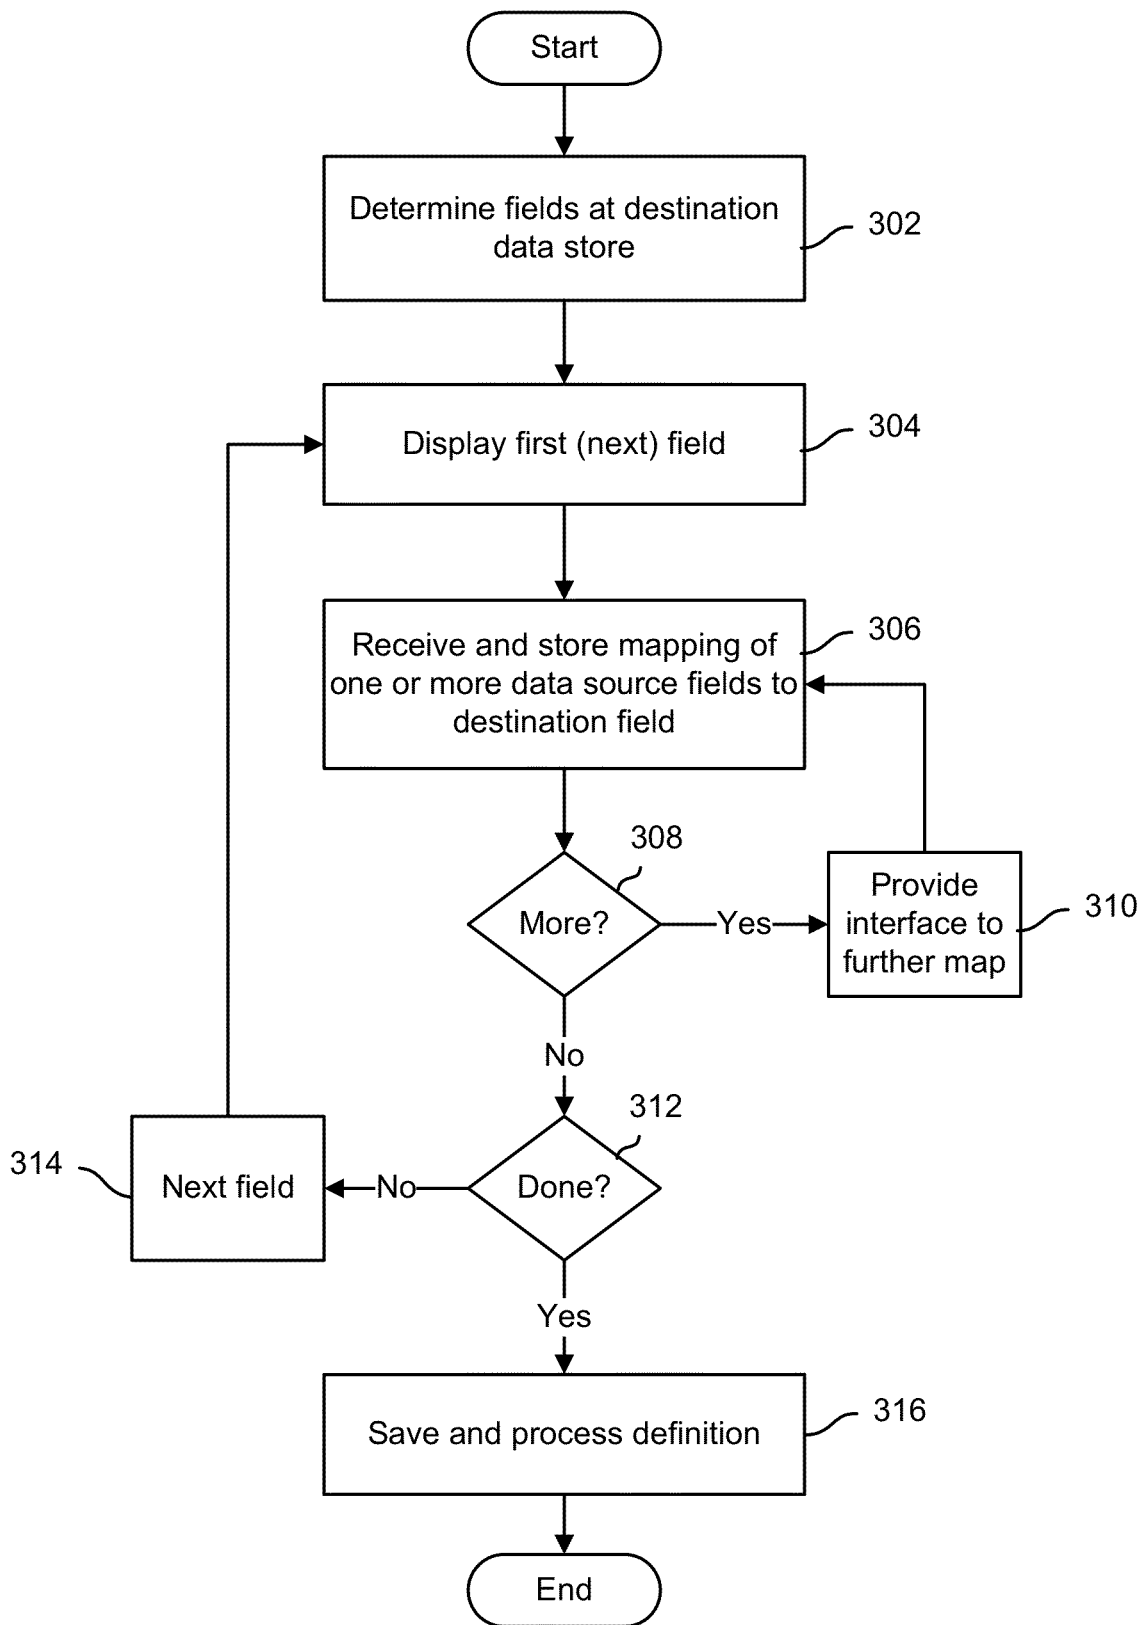 Start
Determine fields at destination
data store
302
Display first (next) field
304
Receive and store mapping of
one or more data source fields to
destination field
306
308
More?
Yes
Provide
interface to
further map
310
No
312
Done?
No
Next field
314
Yes
Save and process definition
316
End